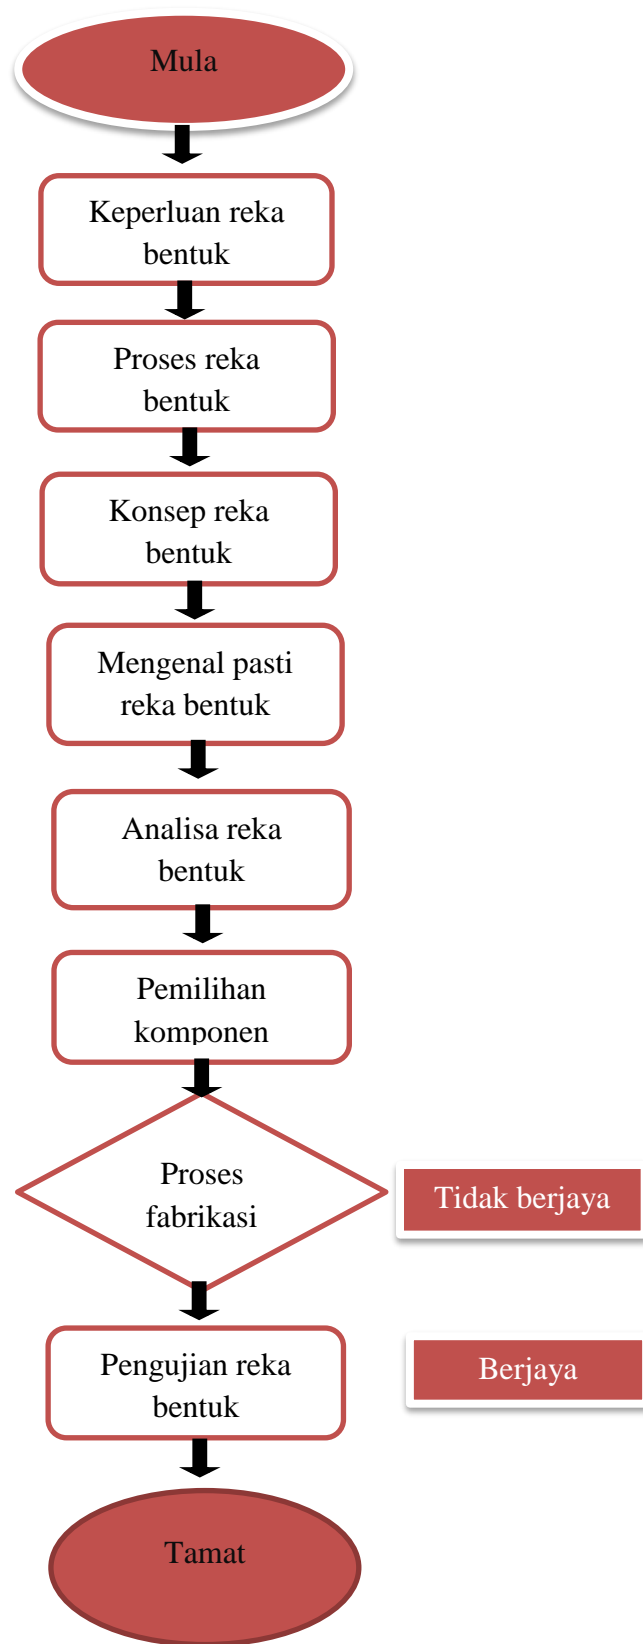 Mula
Keperluan reka
bentuk
Proses reka
bentuk
Konsep reka
bentuk
Mengenal pasti
reka bentuk
Analisa reka
bentuk
Pemilihan
komponen
Proses
fabrikasi
Tidak berjaya
Pengujian reka
bentuk
Berjaya
Tamat